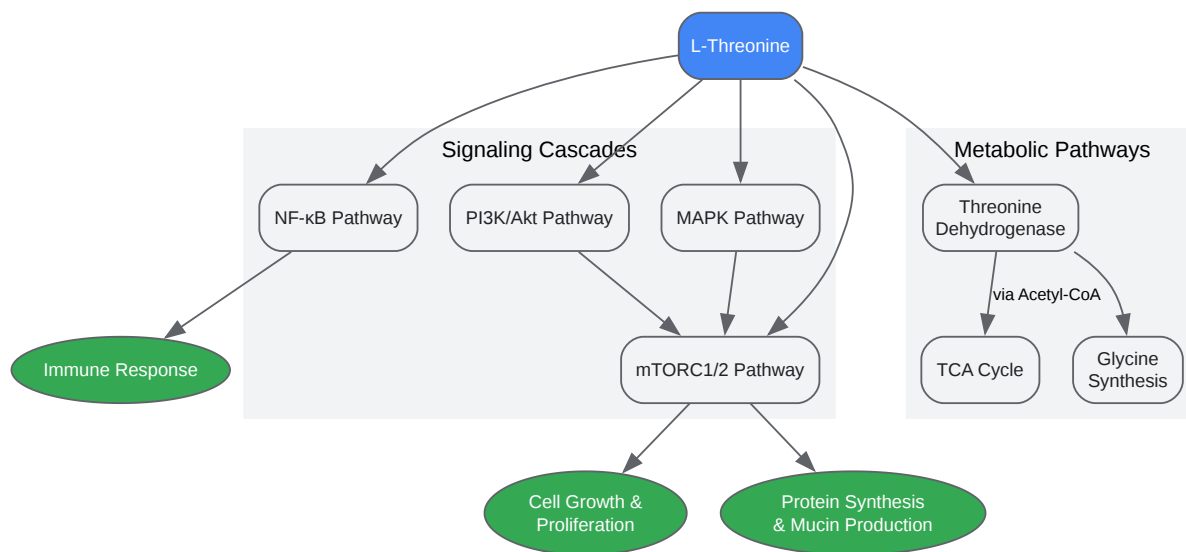 L-Threonine
Signaling Cascades
Metabolic Pathways
NF-κB Pathway
PI3K/Akt Pathway
MAPK Pathway
Threonine
Dehydrogenase
via Acetyl-CoA
Immune Response
mTORC1/2 Pathway
TCA Cycle
Glycine
Synthesis
Cell Growth &
Proliferation
Protein Synthesis
& Mucin Production